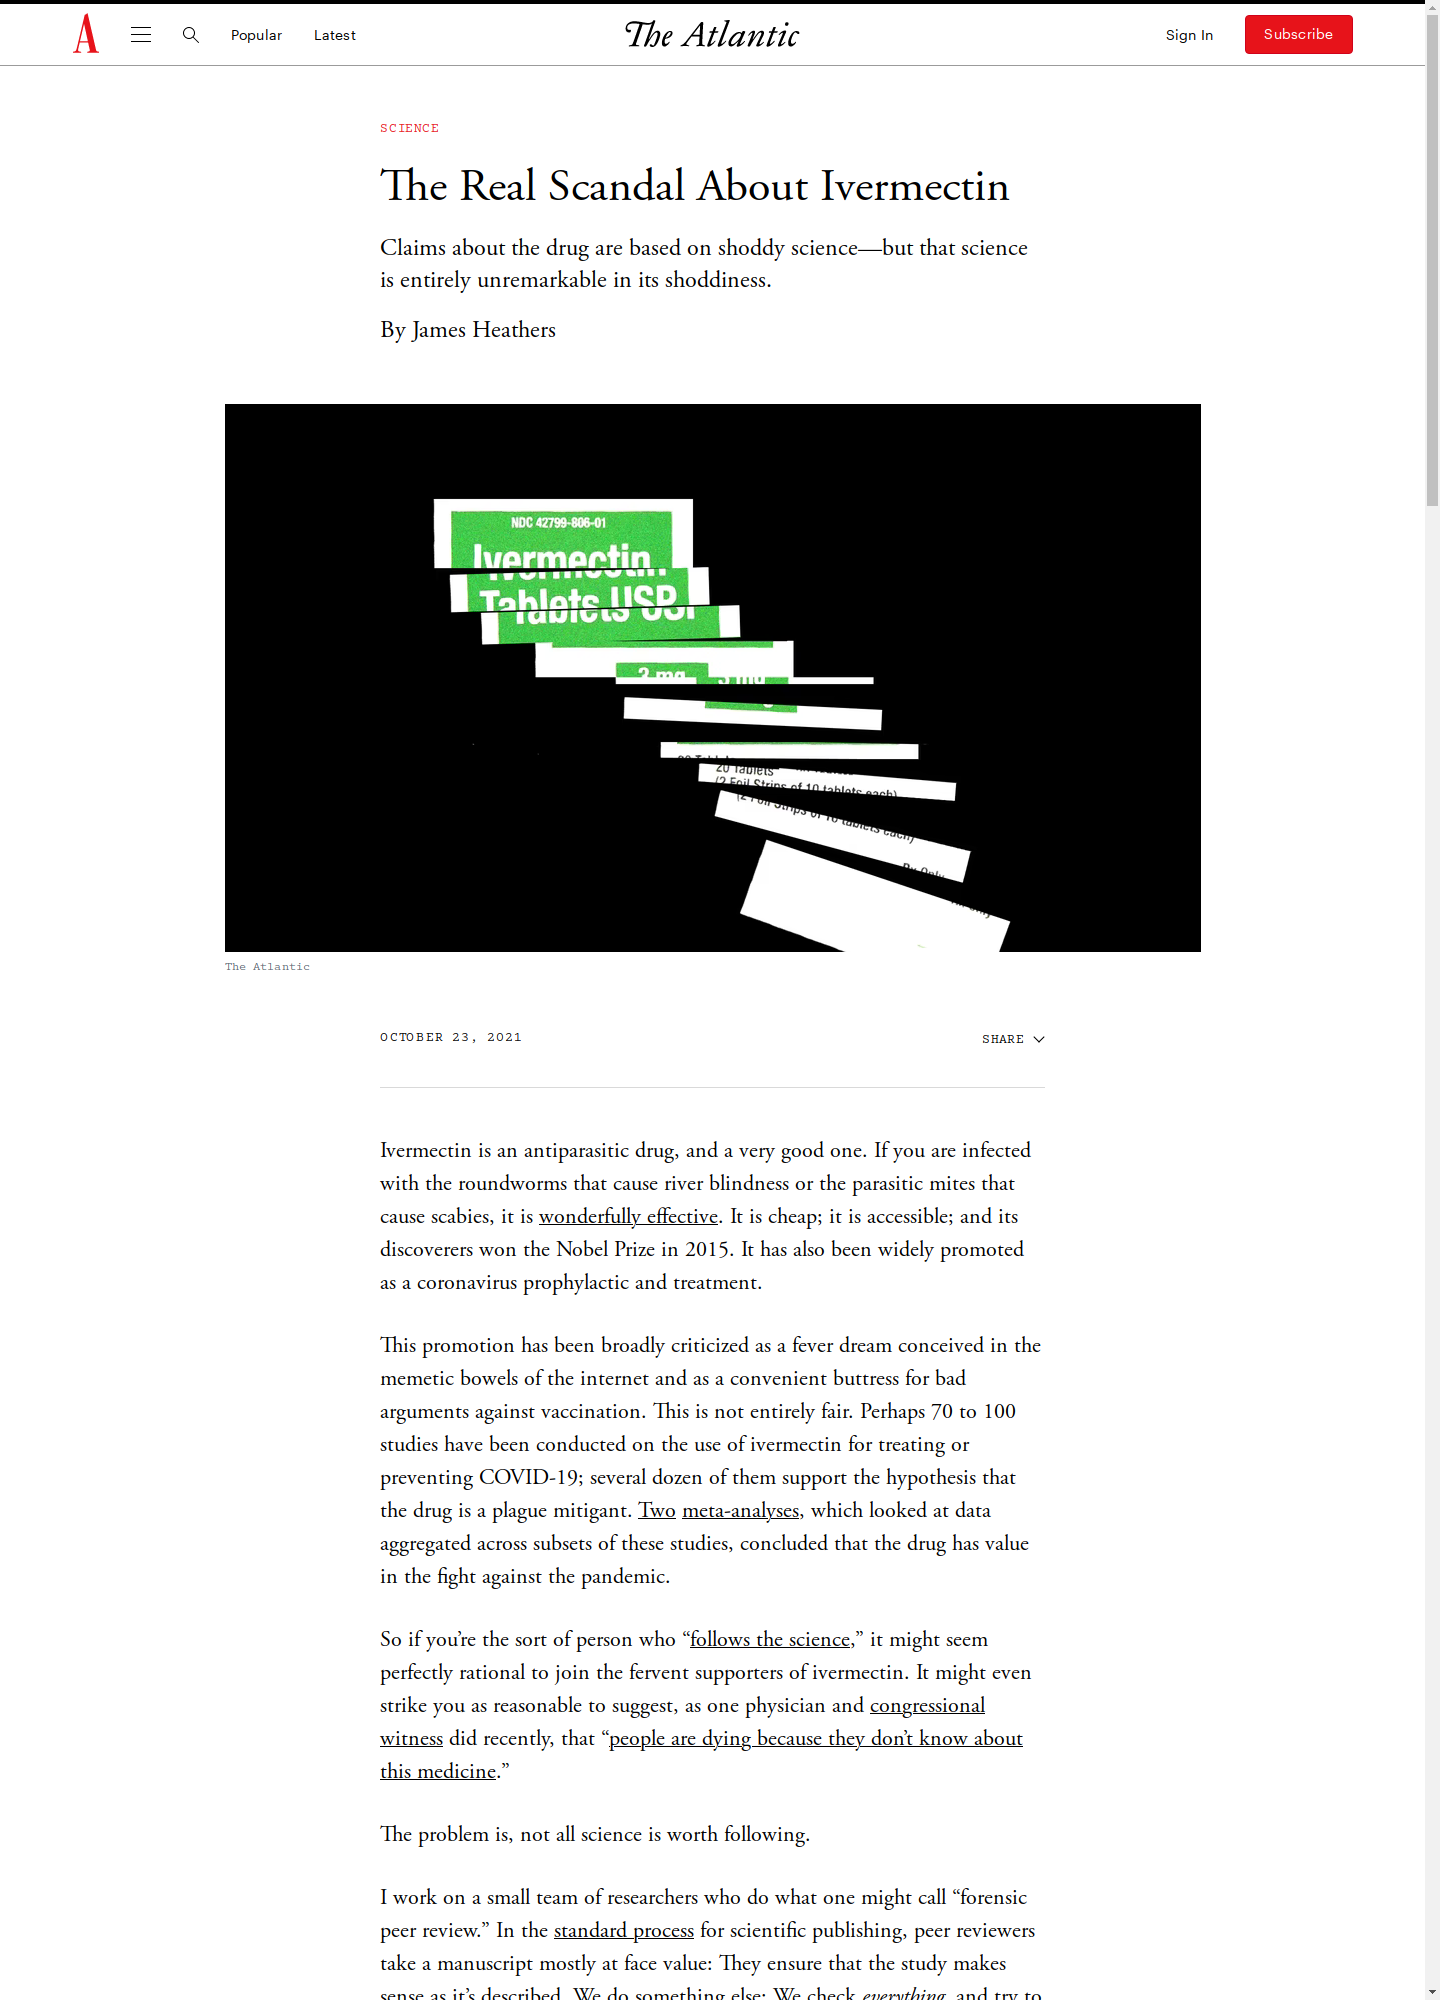 A
Popular
Latest
The Atlantic
Sign In
Subscribe
SCIENCE
The Real Scandal About Ivermectin
Claims about the drug are based on shoddy science—but that science
is entirely unremarkable in its shoddiness.
By James Heathers
NDC 42799-806-01
Ivermectin
Tablets USP
3 mg 3 mg
20 Tablets
(2 Foil Strips of 10 tablets each)
(2 Foil Strips of 10 tablets each)
Rx Only
The Atlantic
OCTOBER 23, 2021
SHARE
Ivermectin is an antiparasitic drug, and a very good one. If you are infected
with the roundworms that cause river blindness or the parasitic mites that
cause scabies, it is wonderfully effective. It is cheap; it is accessible; and its
discoverers won the Nobel Prize in 2015. It has also been widely promoted
as a coronavirus prophylactic and treatment.
This promotion has been broadly criticized as a fever dream conceived in the
memetic bowels of the internet and as a convenient buttress for bad
arguments against vaccination. This is not entirely fair. Perhaps 70 to 100
studies have been conducted on the use of ivermectin for treating or
preventing COVID-19; several dozen of them support the hypothesis that
the drug is a plague mitigant. Two meta-analyses, which looked at data
aggregated across subsets of these studies, concluded that the drug has value
in the fight against the pandemic.
So if you’re the sort of person who “follows the science,” it might seem
perfectly rational to join the fervent supporters of ivermectin. It might even
strike you as reasonable to suggest, as one physician and congressional
witness did recently, that “people are dying because they don’t know about
this medicine.”
The problem is, not all science is worth following.
I work on a small team of researchers who do what one might call “forensic
peer review.” In the standard process for scientific publishing, peer reviewers
take a manuscript mostly at face value: They ensure that the study makes
sense as it’s described. We do something else: We check everything, and try to